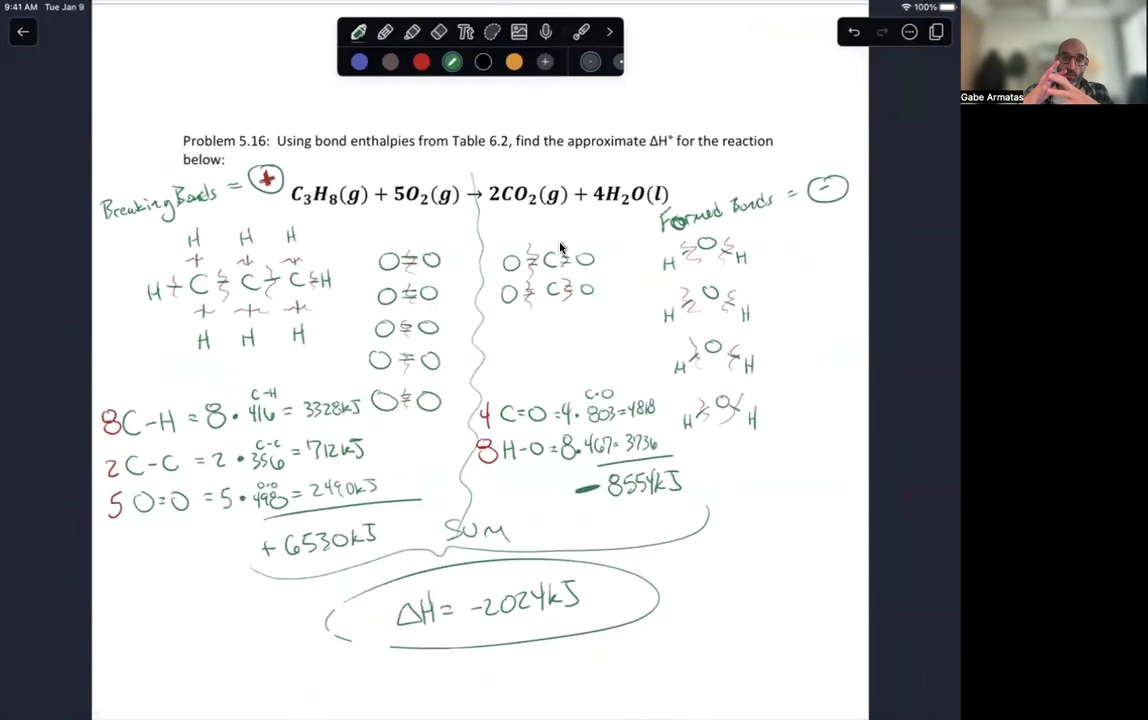 9:41 AM Tue Jan 9
100%
Gabe Armatas
Problem 5.16: Using bond enthalpies from Table 6.2, find the approximate ΔH° for the reaction
below:
Breaking Bonds = +
C₃H₈(g) + 5O₂(g) → 2CO₂(g) + 4H₂O(l)
Formed Bonds = -
H H H
H C C C H
H H H
O=O
O=O
O=O
O=O
O=O
O=C=O
O=C=O
H O H
H O H
H O H
H O H
C-H
8 C-H = 8 · 416 = 3328kJ
C-C
2 C-C = 2 · 356 = 712kJ
O=O
5 O=O = 5 · 498 = 2490kJ
+ 6530kJ
C=O
4 C=O = 4 · 803 = 4818
8 H-O = 8 · 467 = 3736
- 8554kJ
SUM
ΔH = -2024kJ